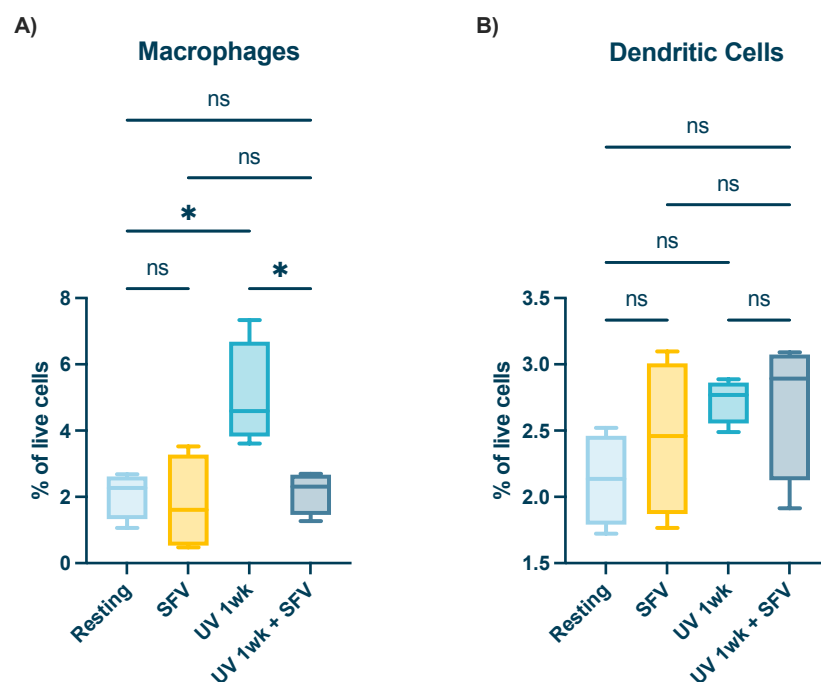 A)
Macrophages
ns
ns
*
ns
*
8
6
4
2
0
% of live cells
Resting
SFV
UV 1wk
UV 1wk + SFV
B)
Dendritic Cells
ns
ns
ns
ns
ns
3.5
3.0
2.5
2.0
1.5
% of live cells
Resting
SFV
UV 1wk
UV 1wk + SFV